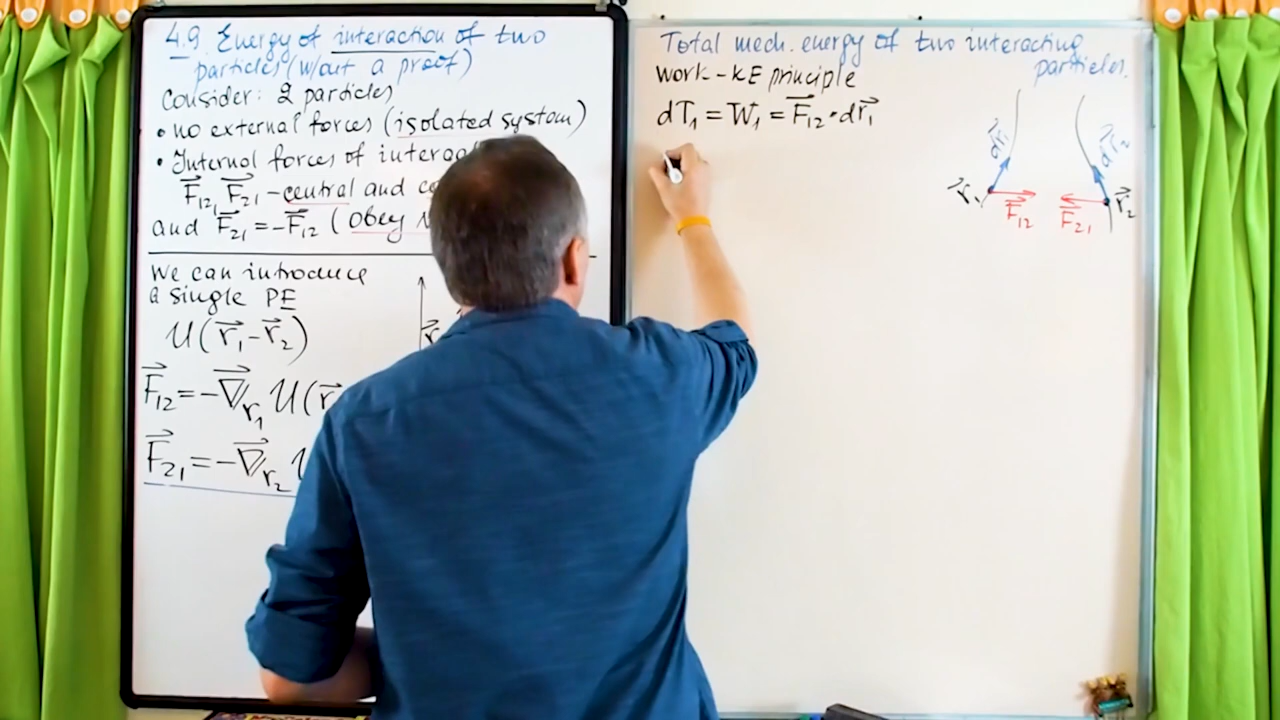 4.9. Energy of interaction of two
particles (w/out a proof)
Consider: 2 particles
• no external forces (isolated system)
• Internal forces of
F⃗₁₂, F⃗₂₁ - central and
and F⃗₂₁ = -F⃗₁₂ (obey
We can introduce
a single PE
U(r⃗₁-r⃗₂)
F⃗₁₂ = -∇⃗r₁ U(r⃗
F⃗₂₁ = -∇⃗r₂ U
Total mech. energy of two interacting
particles.
Work - KE principle
dT₁ = W₁ = F⃗₁₂ • dr⃗₁
dr⃗₁
dr⃗₂
r⃗₁
F⃗₁₂
F⃗₂₁
r⃗₂